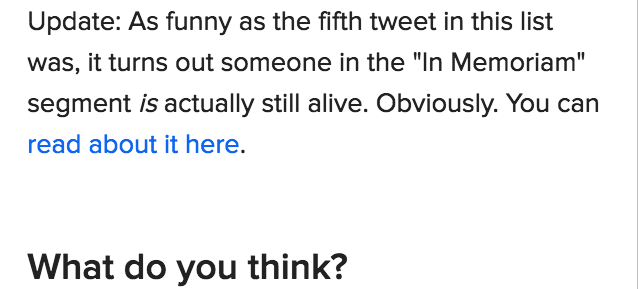 Update: As funny as the fifth tweet in this list
was, it turns out someone in the "In Memoriam"
segment is actually still alive. Obviously. You can
read about it here.
What do you think?